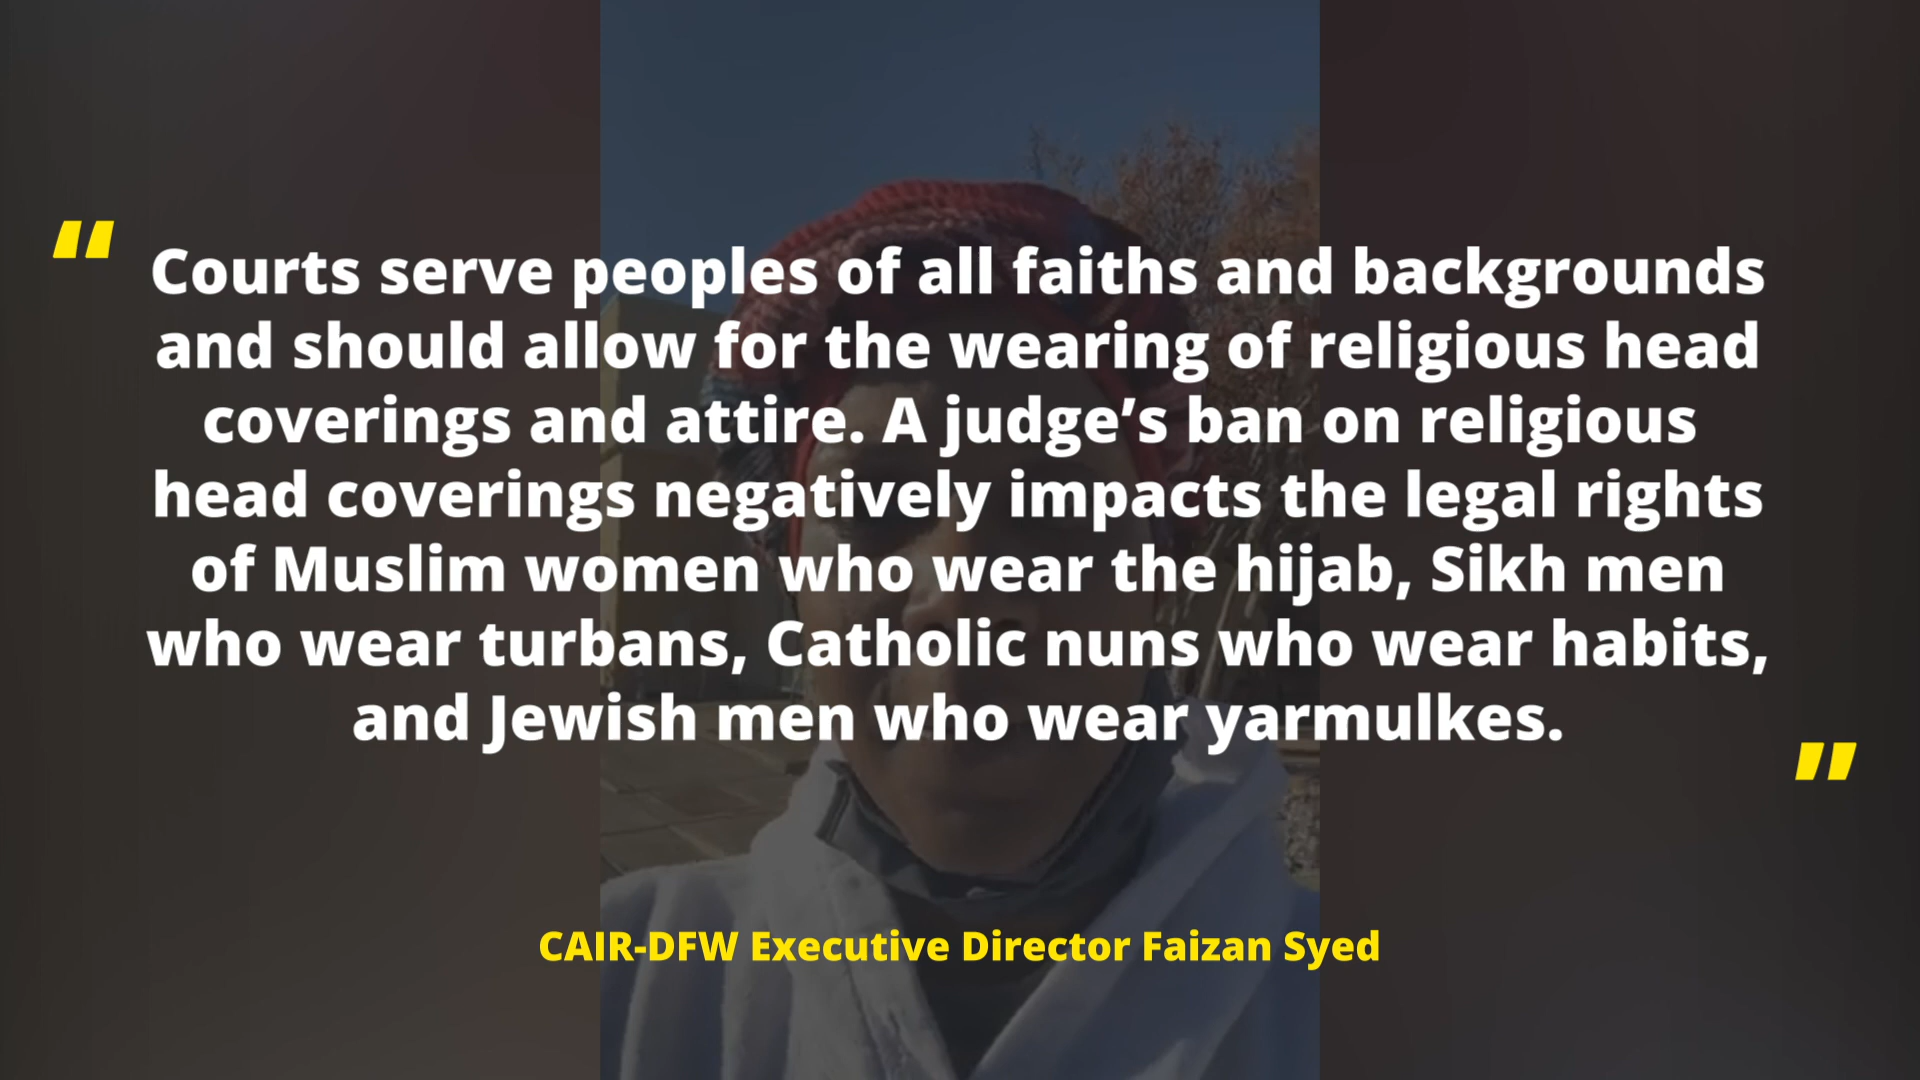 “
Courts serve peoples of all faiths and backgrounds
and should allow for the wearing of religious head
coverings and attire. A judge’s ban on religious
head coverings negatively impacts the legal rights
of Muslim women who wear the hijab, Sikh men
who wear turbans, Catholic nuns who wear habits,
and Jewish men who wear yarmulkes.
”
CAIR-DFW Executive Director Faizan Syed